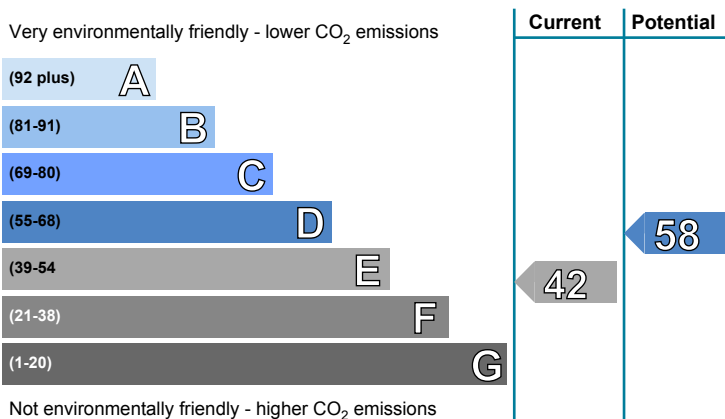 Very environmentally friendly - lower CO2 emissions
Current Potential
(92 plus) A
(81-91) B
(69-80) C
(55-68) D
58
(39-54 E
42
(21-38) F
(1-20) G
Not environmentally friendly - higher CO2 emissions